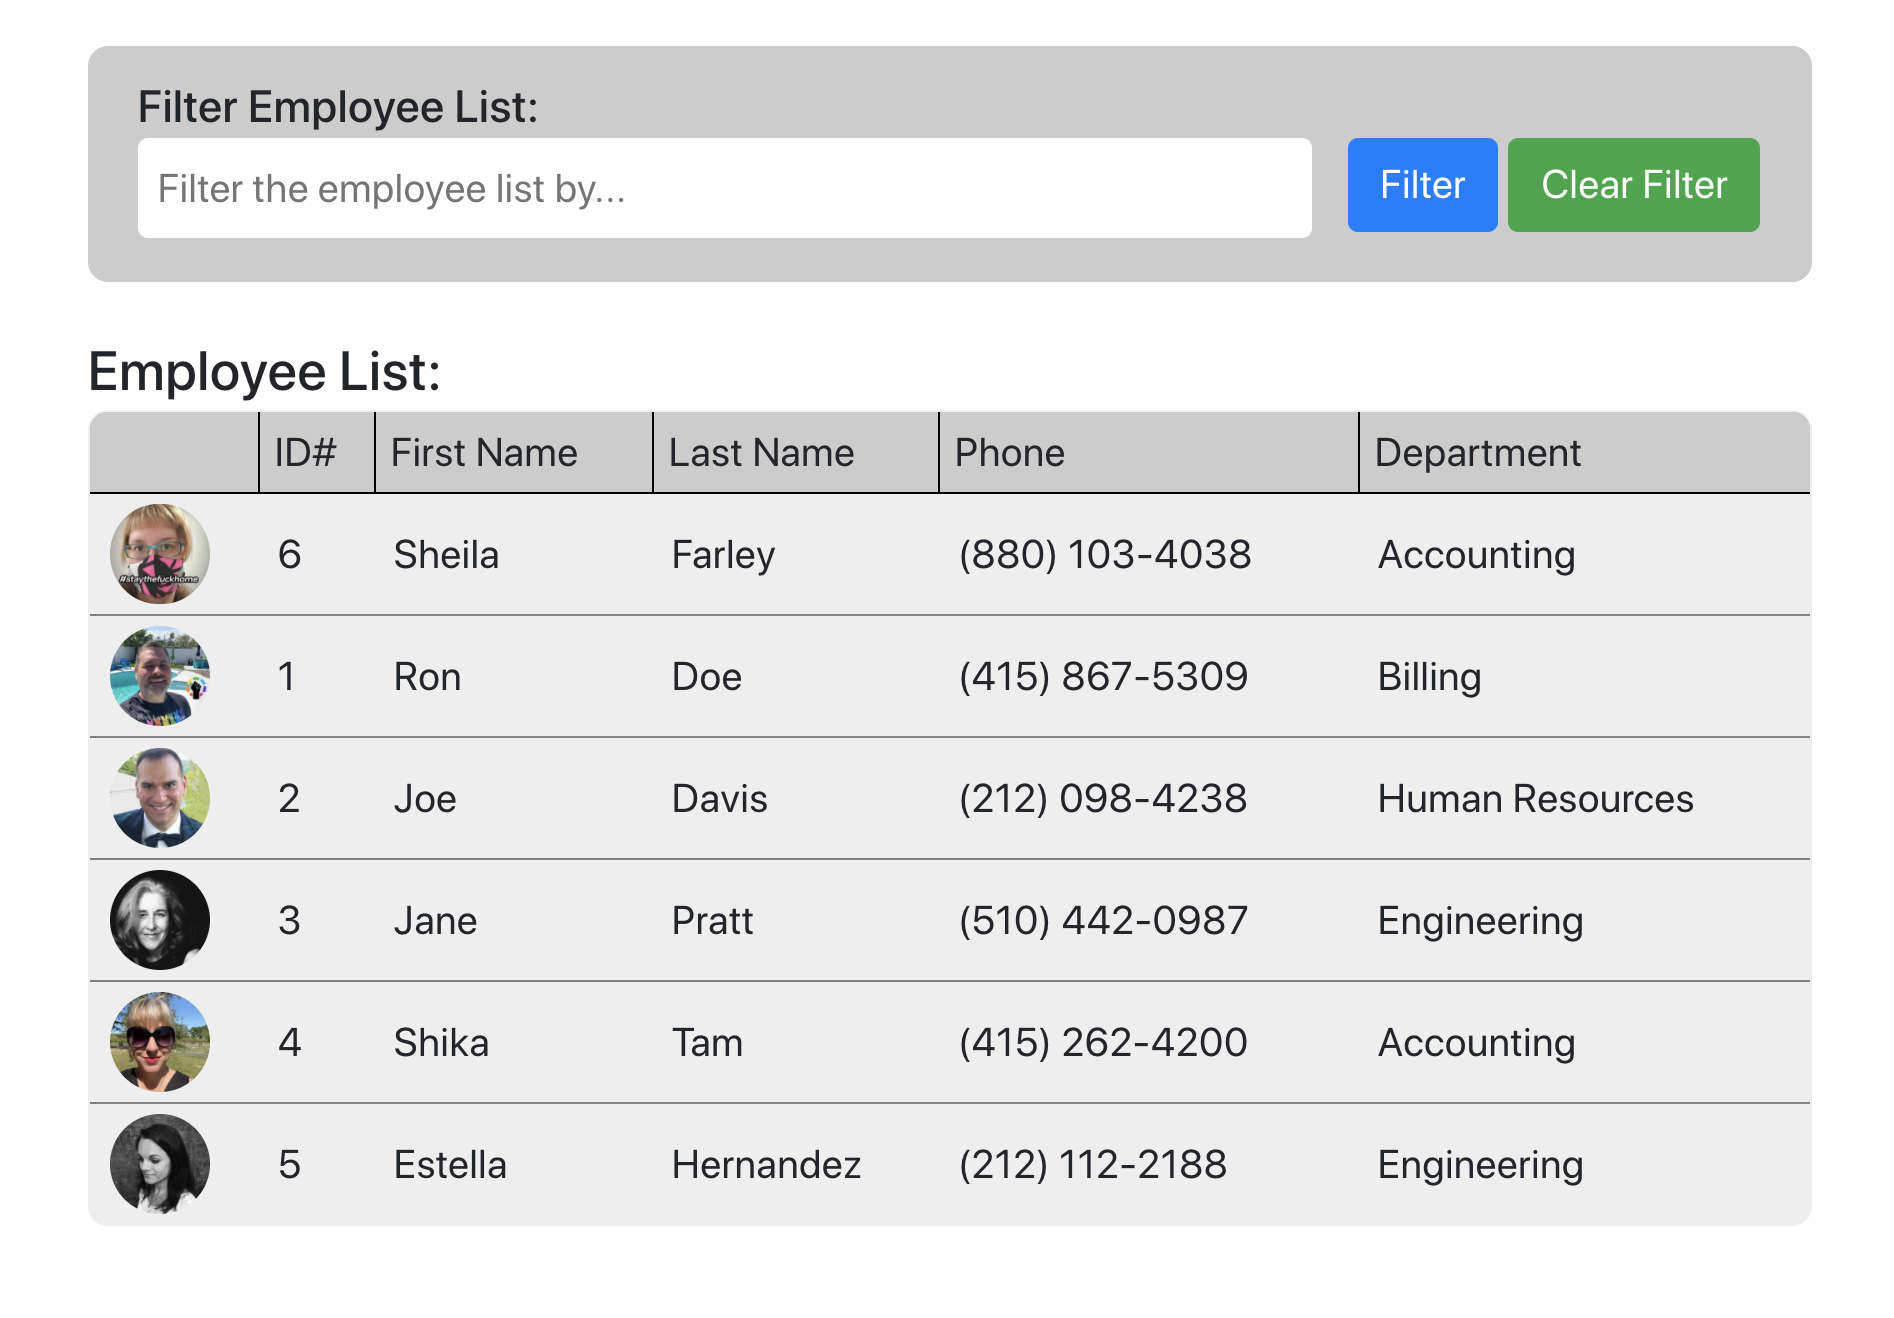 Filter Employee List:
Filter the employee list by...
Filter
Clear Filter
Employee List:
ID# First Name Last Name Phone Department
#staythefuckhome
6 Sheila Farley (880) 103-4038 Accounting
1 Ron Doe (415) 867-5309 Billing
2 Joe Davis (212) 098-4238 Human Resources
3 Jane Pratt (510) 442-0987 Engineering
4 Shika Tam (415) 262-4200 Accounting
5 Estella Hernandez (212) 112-2188 Engineering